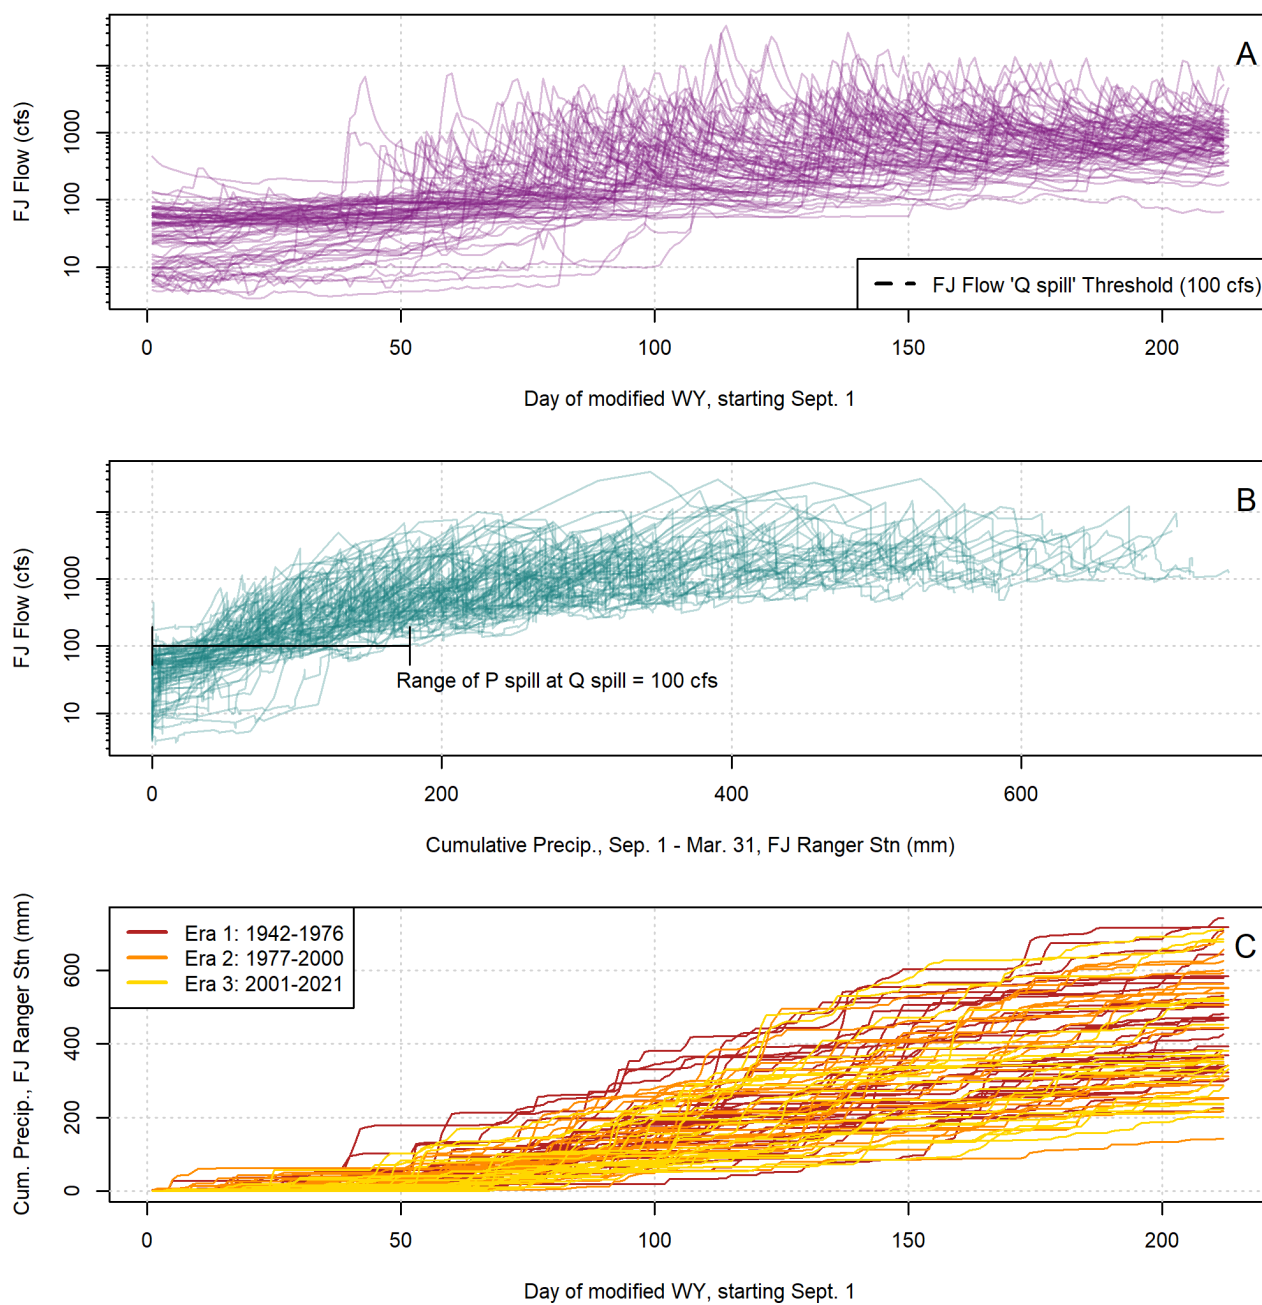 A
FJ Flow (cfs)
1000
100
10
FJ Flow 'Q spill' Threshold (100 cfs)
0 50 100 150 200
Day of modified WY, starting Sept. 1
B
FJ Flow (cfs)
1000
100
10
Range of P spill at Q spill = 100 cfs
0 200 400 600
Cumulative Precip., Sep. 1 - Mar. 31, FJ Ranger Stn (mm)
C
Cum. Precip., FJ Ranger Stn (mm)
Era 1: 1942-1976
Era 2: 1977-2000
Era 3: 2001-2021
600
400
200
0
0 50 100 150 200
Day of modified WY, starting Sept. 1